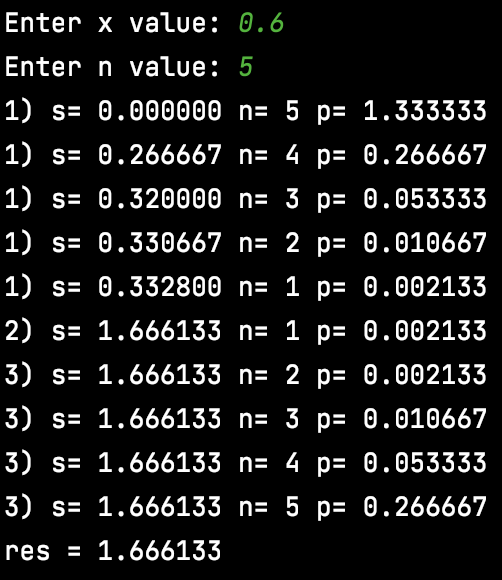 Enter x value: 0.6
Enter n value: 5
1) s= 0.000000 n= 5 p= 1.333333
1) s= 0.266667 n= 4 p= 0.266667
1) s= 0.320000 n= 3 p= 0.053333
1) s= 0.330667 n= 2 p= 0.010667
1) s= 0.332800 n= 1 p= 0.002133
2) s= 1.666133 n= 1 p= 0.002133
3) s= 1.666133 n= 2 p= 0.002133
3) s= 1.666133 n= 3 p= 0.010667
3) s= 1.666133 n= 4 p= 0.053333
3) s= 1.666133 n= 5 p= 0.266667
res = 1.666133